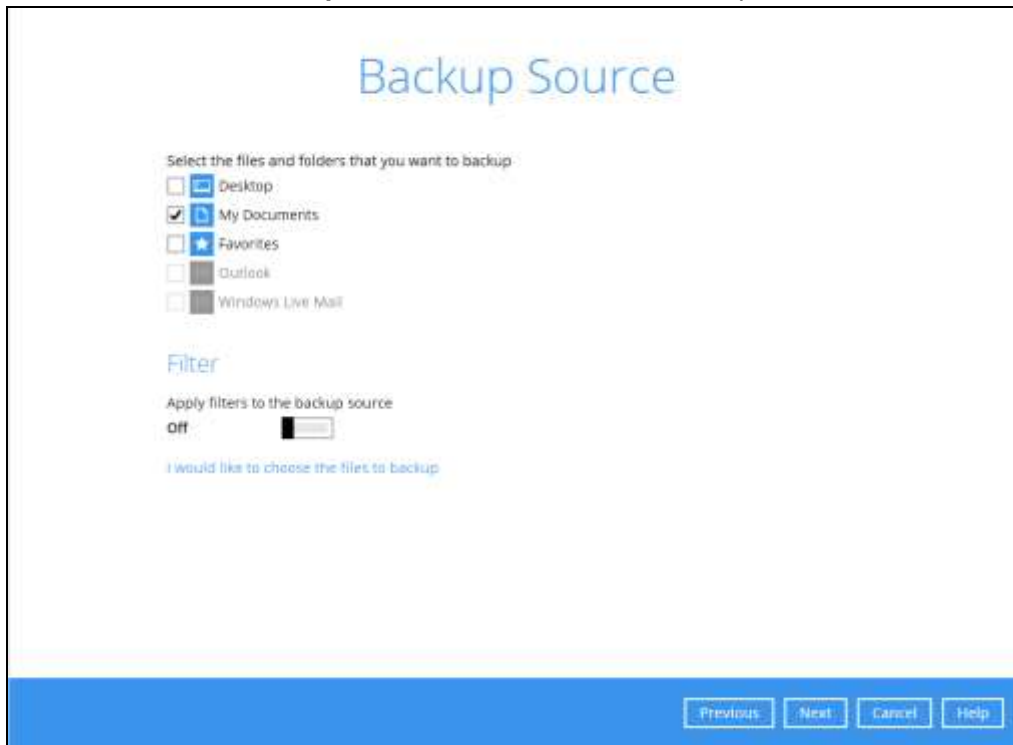 Backup Source
Select the files and folders that you want to backup
Desktop
My Documents
Favorites
Outlook
Windows Live Mail
Filter
Apply filters to the backup source
Off
I would like to choose the files to backup
Previous Next Cancel Help